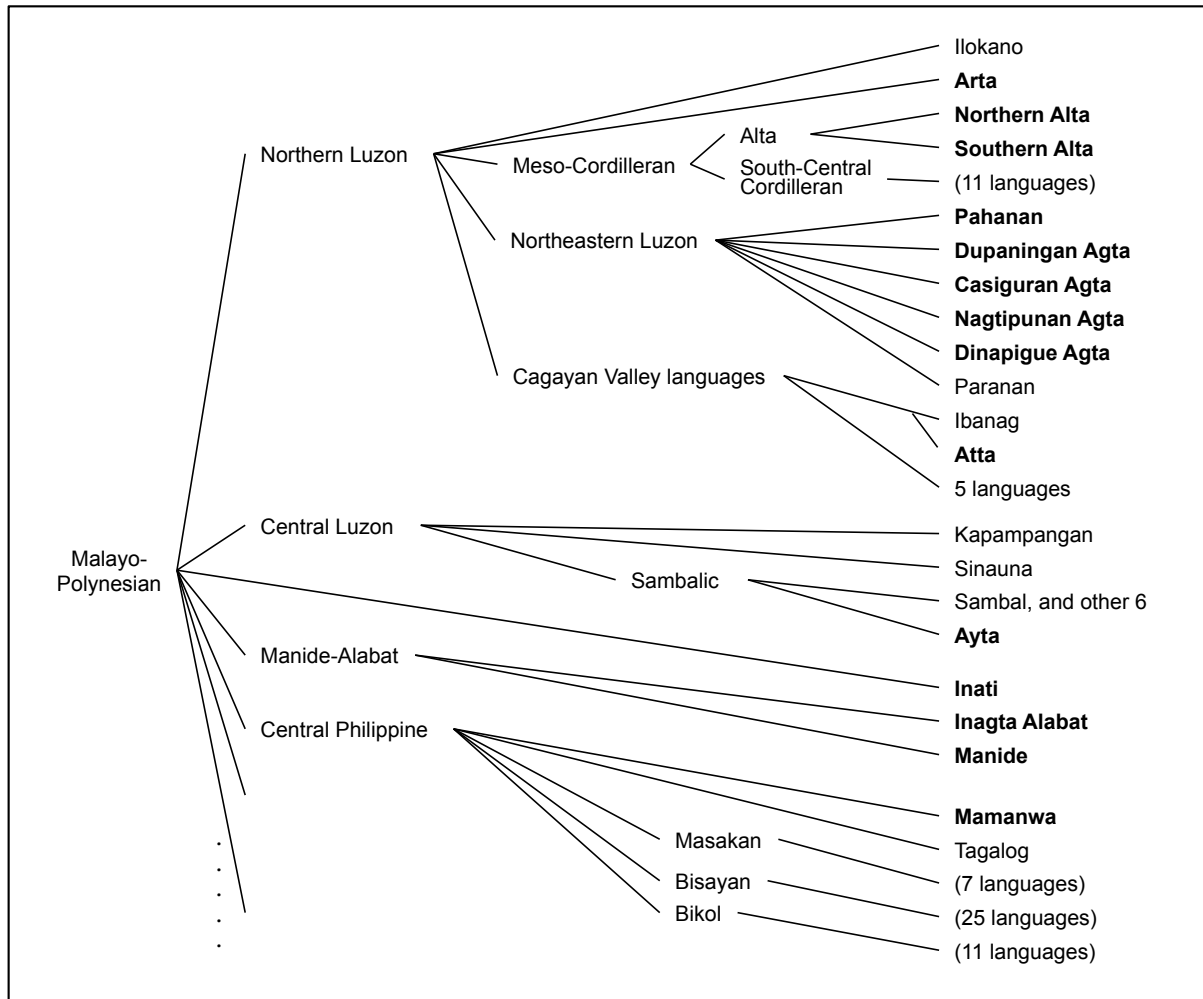 Ilokano
Arta
Northern Alta
Alta
Southern Alta
Northern Luzon
Meso-Cordilleran
South-Central
Cordilleran
(11 languages)
Pahanan
Northeastern Luzon
Dupaningan Agta
Casiguran Agta
Nagtipunan Agta
Dinapigue Agta
Cagayan Valley languages
Paranan
Ibanag
Atta
5 languages
Central Luzon
Kapampangan
Malayo-
Polynesian
Sinauna
Sambalic
Sambal, and other 6
Ayta
Manide-Alabat
Inati
Inagta Alabat
Central Philippine
Manide
Mamanwa
Masakan
Tagalog
Bisayan
(7 languages)
Bikol
(25 languages)
(11 languages)